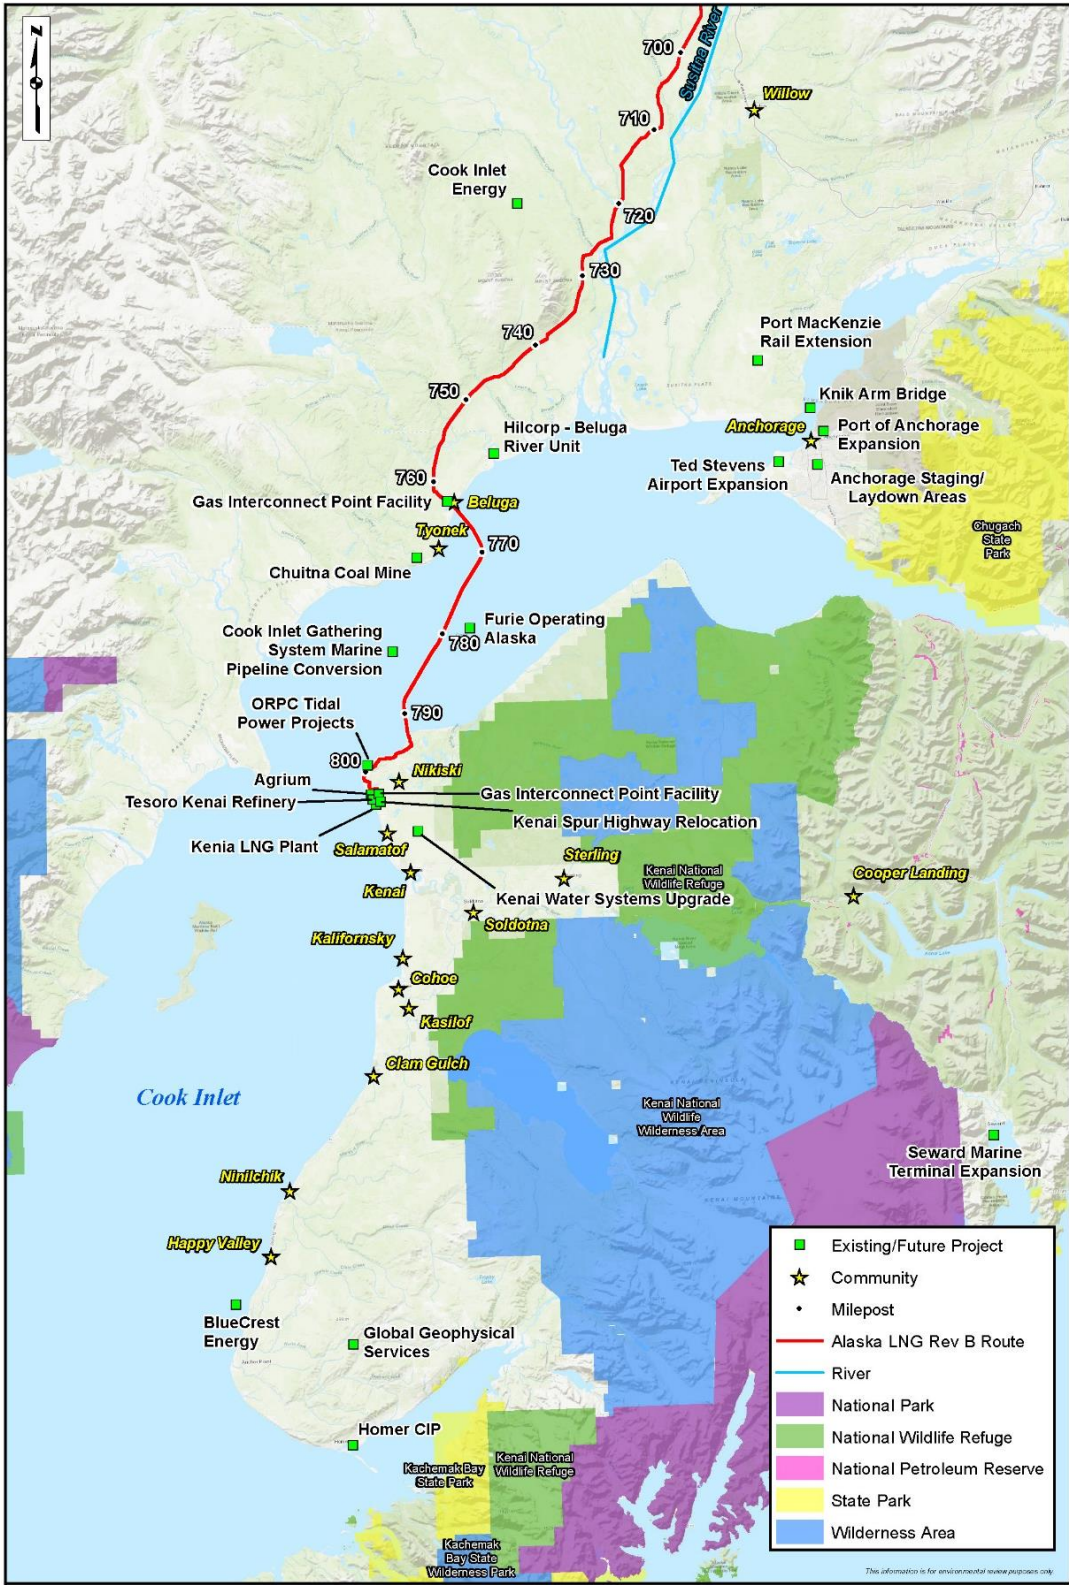 N
700
Susitna River
Willow
710
Cook Inlet
Energy
720
730
740
Port MacKenzie
Rail Extension
750
Knik Arm Bridge
Anchorage
Port of Anchorage
Expansion
Hilcorp - Beluga
River Unit
Ted Stevens
Airport Expansion
Anchorage Staging/
Laydown Areas
760
Gas Interconnect Point Facility
Beluga
Tyonek
770
Chugach
State
Park
Chuitna Coal Mine
Furie Operating
Alaska
Cook Inlet Gathering
System Marine
Pipeline Conversion
780
ORPC Tidal
Power Projects
790
800
Nikiski
Agrium
Gas Interconnect Point Facility
Tesoro Kenai Refinery
Kenai Spur Highway Relocation
Kenia LNG Plant
Salamatof
Sterling
Kenai National
Wildlife Refuge
Cooper Landing
Kenai
Kenai Water Systems Upgrade
Soldotna
Kalifornsky
Cohoe
Kasilof
Clam Gulch
Cook Inlet
Kenai National
Wildlife
Wilderness Area
Seward Marine
Terminal Expansion
Ninilchik
Happy Valley
BlueCrest
Energy
Global Geophysical
Services
Homer CIP
Kachemak Bay
State Park
Kenai National
Wildlife Refuge
Kachemak
Bay State
Wilderness Park
Existing/Future Project
Community
Milepost
Alaska LNG Rev B Route
River
National Park
National Wildlife Refuge
National Petroleum Reserve
State Park
Wilderness Area
This information is for environmental review purposes only.